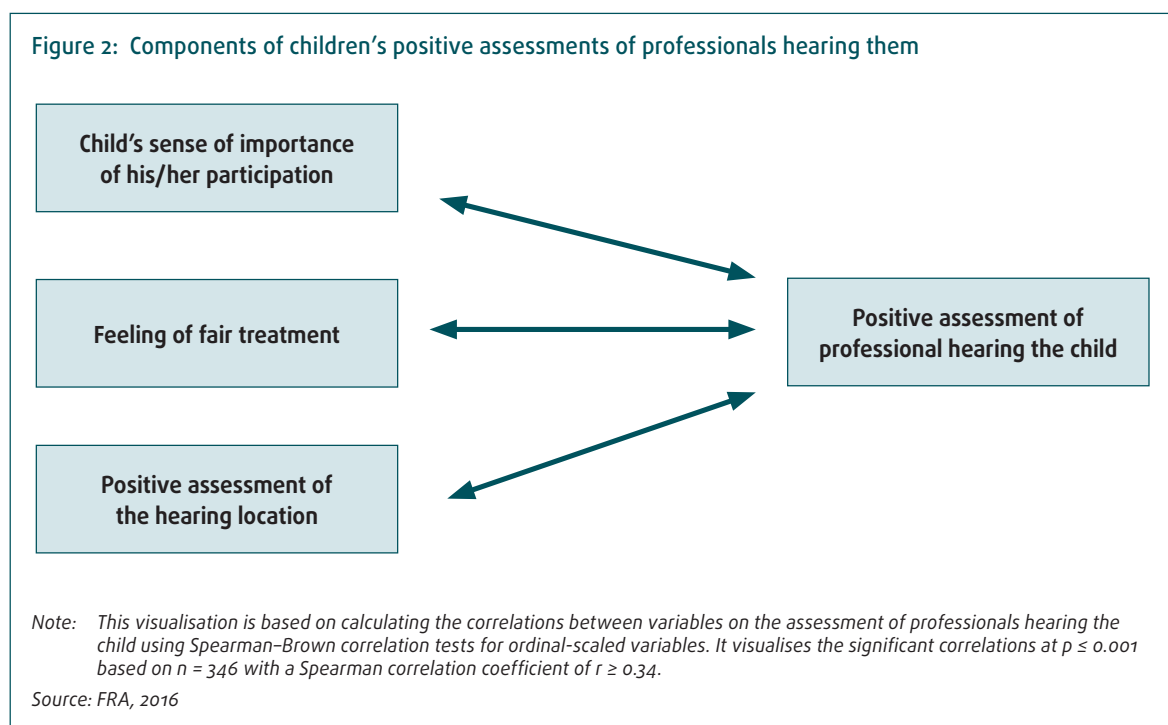 Figure 2: Components of children's positive assessments of professionals hearing them
Child's sense of importance
of his/her participation
Feeling of fair treatment
Positive assessment of
the hearing location
Positive assessment of
professional hearing the child
Note: This visualisation is based on calculating the correlations between variables on the assessment of professionals hearing the
child using Spearman–Brown correlation tests for ordinal-scaled variables. It visualises the significant correlations at p ≤ 0.001
based on n = 346 with a Spearman correlation coefficient of r ≥ 0.34.
Source: FRA, 2016